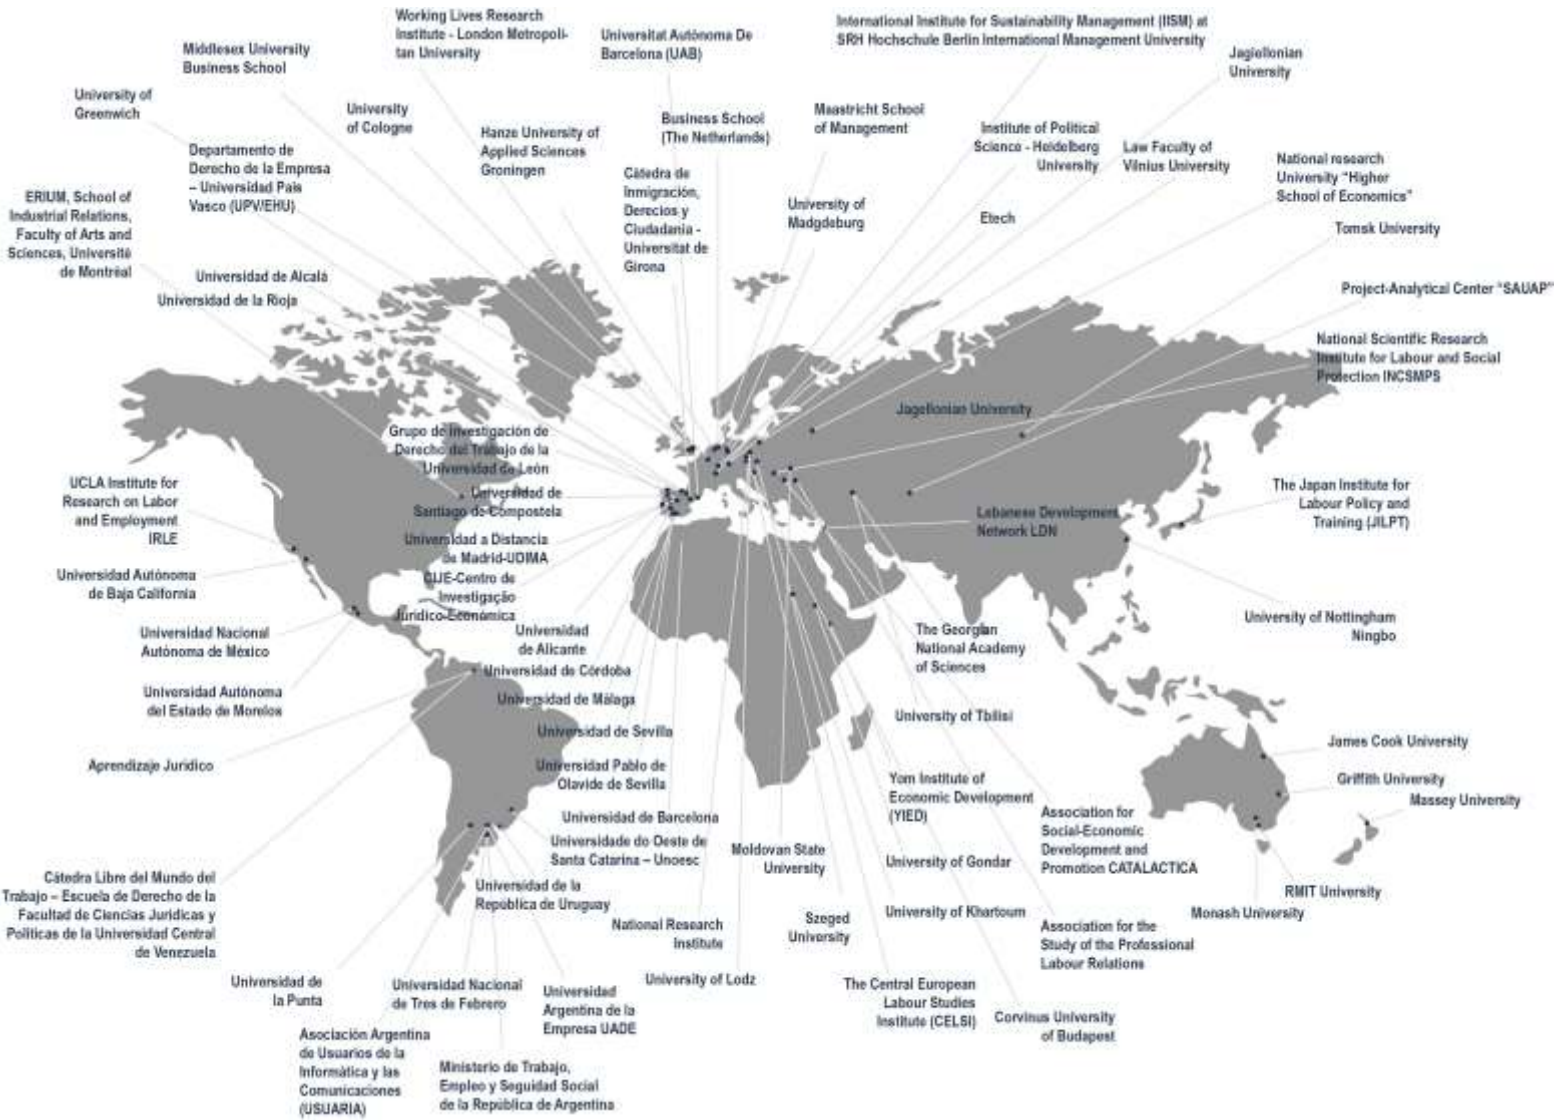 Working Lives Research
Institute - London Metropoli-
tan University
Universitat Autònoma De
Barcelona (UAB)
International Institute for Sustainability Management (IISM) at
SRH Hochschule Berlin International Management University
Middlesex University
Business School
Jagiellonian
University
University of
Greenwich
University
of Cologne
Hanze University of
Applied Sciences
Groningen
Business School
(The Netherlands)
Maastricht School
of Management
Institute of Political
Science - Heidelberg
University
Law Faculty of
Vilnius University
National research
University "Higher
School of Economics"
Departamento de
Derecho de la Empresa
– Universidad País
Vasco (UPV/EHU)
Cátedra de
Inmigración,
Derecios y
Ciudadania -
Universitat de
Girona
University of
Madgdeburg
Etech
Tomsk University
ERIUM, School of
Industrial Relations,
Faculty of Arts and
Sciences, Université
de Montréal
Universidad de Alcalá
Universidad de la Rioja
Project-Analytical Center "SAUAP"
National Scientific Research
Institute for Labour and Social
Protection INCSMPS
Jagellonian University
Grupo de Investigación de
Derecho del Trabajo de la
Universidad de León
UCLA Institute for
Research on Labor
and Employment
IRLE
Universidad de
Santiago de Compostela
The Japan Institute for
Labour Policy and
Training (JILPT)
Lebanese Development
Network LDN
Universidad a Distancia
de Madrid-UDIMA
CIJE-Centro de
Investigação
Jurídico-Económica
Universidad Autónoma
de Baja California
University of Nottingham
Ningbo
Universidad Nacional
Autónoma de México
Universidad
de Alicante
The Georgian
National Academy
of Sciences
Universidad de Córdoba
Universidad Autónoma
del Estado de Morelos
Universidad de Málaga
University of Tbilisi
Universidad de Sevilla
James Cook University
Aprendizaje Jurídico
Universidad Pablo de
Olavide de Sevilla
Griffith University
Massey University
Yom Institute of
Economic Development
(YIED)
Association for
Social-Economic
Development and
Promotion CATALACTICA
Universidad de Barcelona
Universidade do Oeste de
Santa Catarina – Unoesc
Moldovan State
University
University of Gondar
Cátedra Libre del Mundo del
Trabajo – Escuela de Derecho de la
Facultad de Ciencias Jurídicas y
Políticas de la Universidad Central
de Venezuela
Universidad de la
República de Uruguay
RMIT University
Monash University
National Research
Institute
Szeged
University
University of Khartoum
Association for the
Study of the Professional
Labour Relations
Universidad de
la Punta
Universidad Nacional
de Tres de Febrero
Universidad
Argentina de la
Empresa UADE
University of Lodz
The Central European
Labour Studies
Institute (CELSI)
Corvinus University
of Budapest
Asociación Argentina
de Usuarios de la
Informática y las
Comunicaciones
(USUARIA)
Ministerio de Trabajo,
Empleo y Seguidad Social
de la República de Argentina